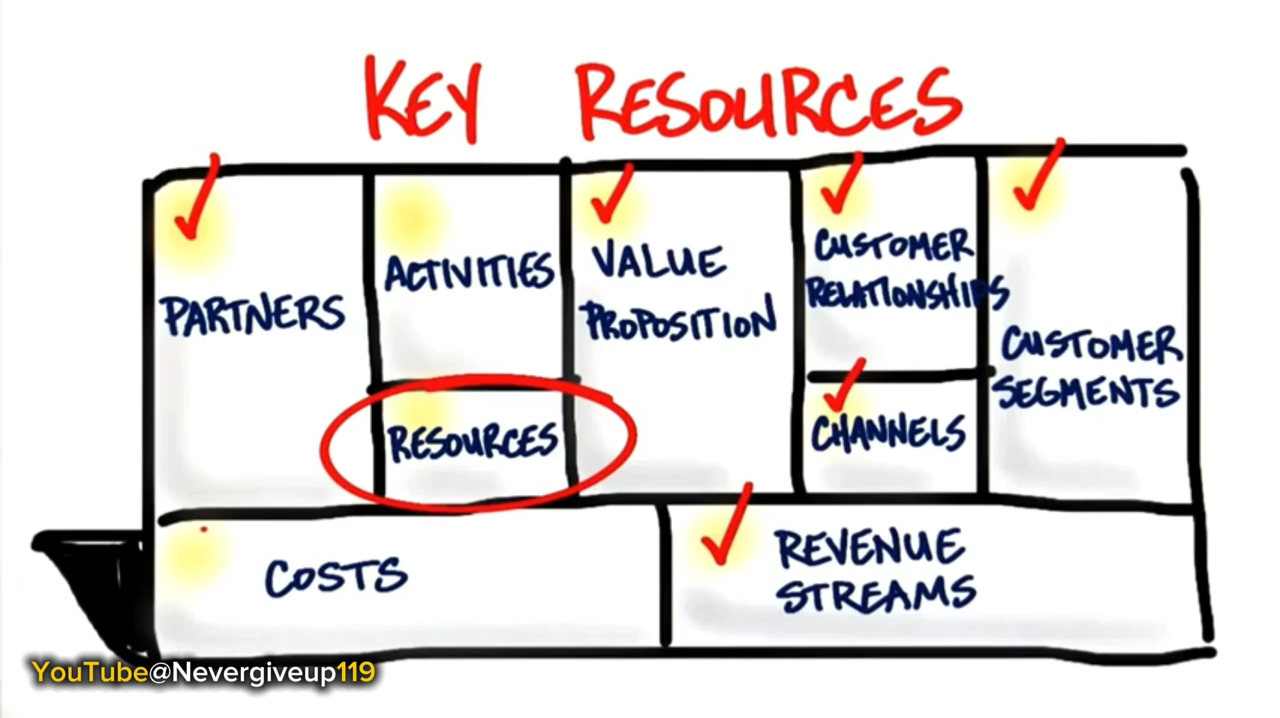 KEY RESOURCES
PARTNERS
ACTIVITIES
RESOURCES
VALUE
PROPOSITION
CUSTOMER
RELATIONSHIPS
CHANNELS
CUSTOMER
SEGMENTS
COSTS
REVENUE
STREAMS
YouTube@Nevergiveup119